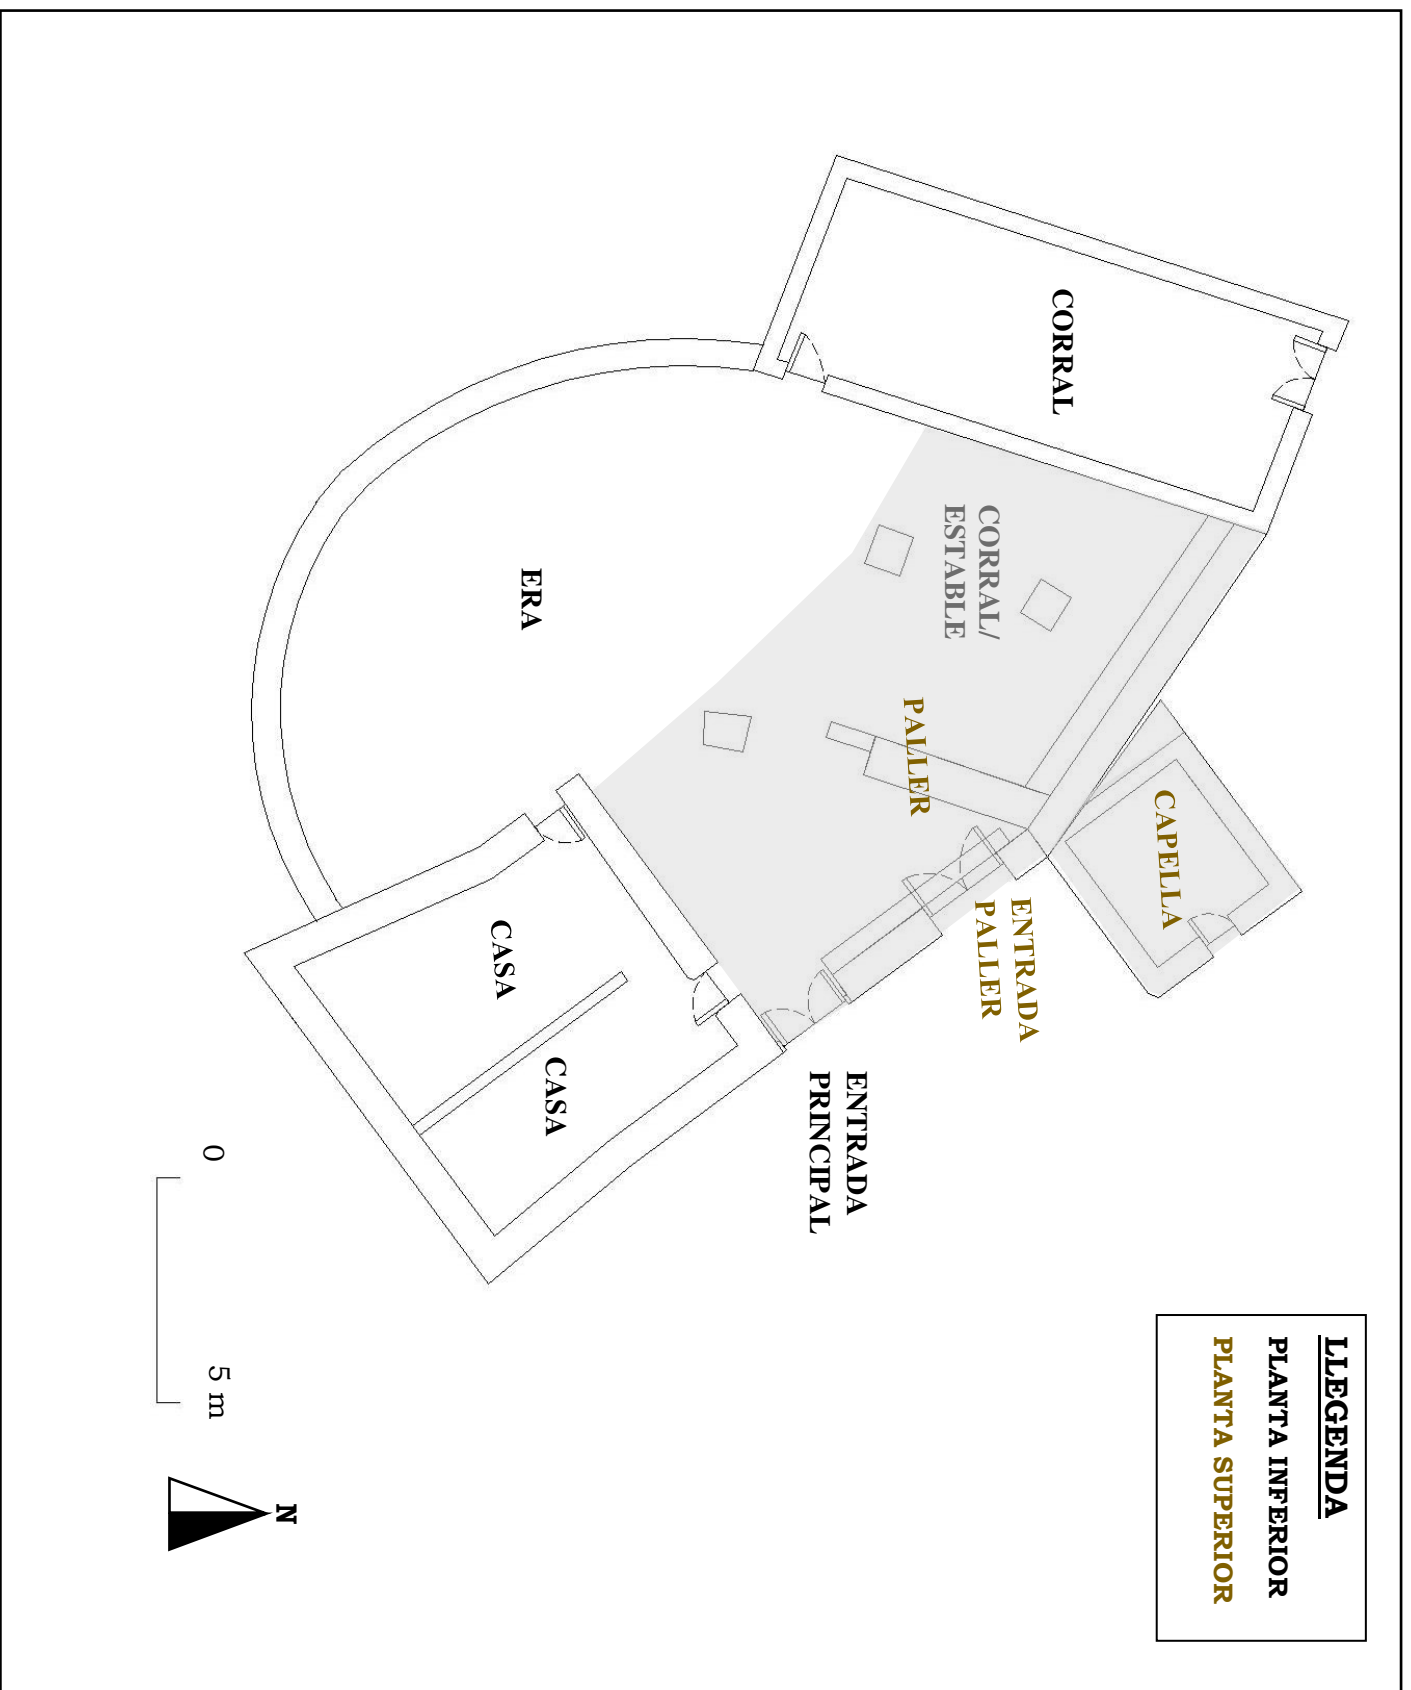 LLEGENDA
PLANTA INFERIOR
PLANTA SUPERIOR
CORRAL
CORRAL/
ESTABLE
PALLER
CAPELLA
ENTRADA
PALLER
ENTRADA
PRINCIPAL
ERA
CASA
CASA
0
5 m
N